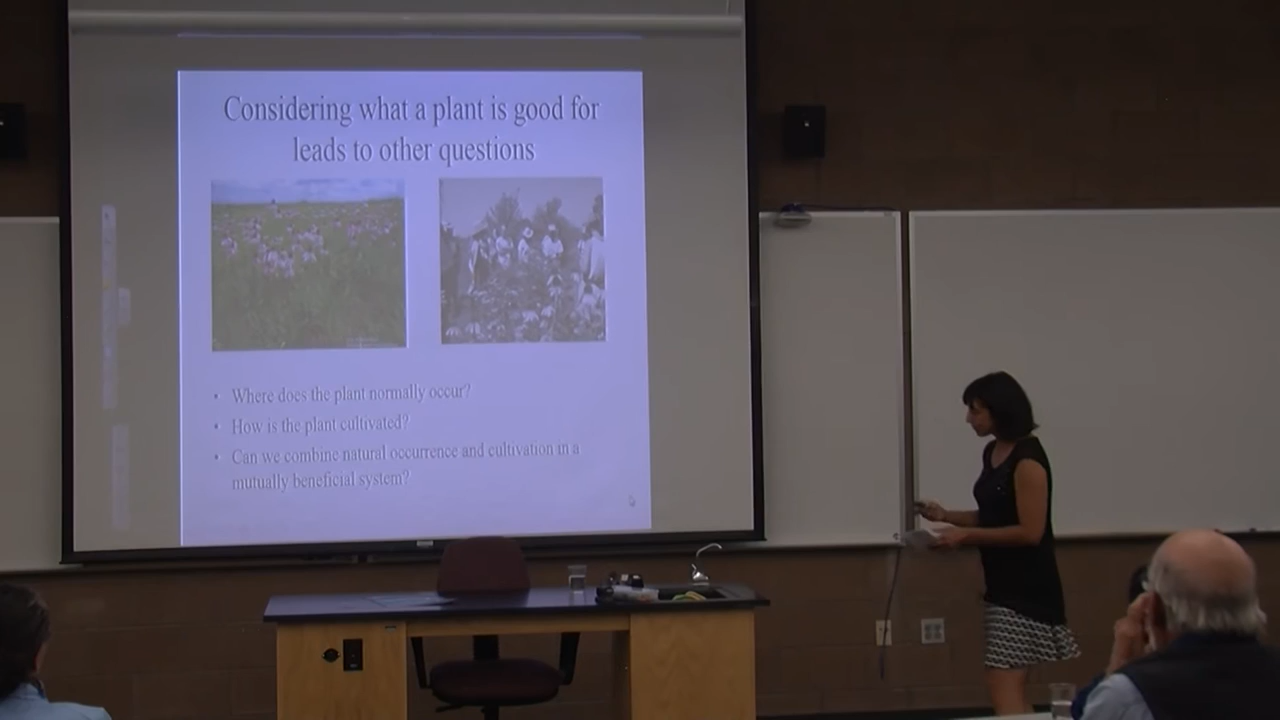 Considering what a plant is good for
leads to other questions
• Where does the plant normally occur?
• How is the plant cultivated?
• Can we combine natural occurrence and cultivation in a
mutually beneficial system?